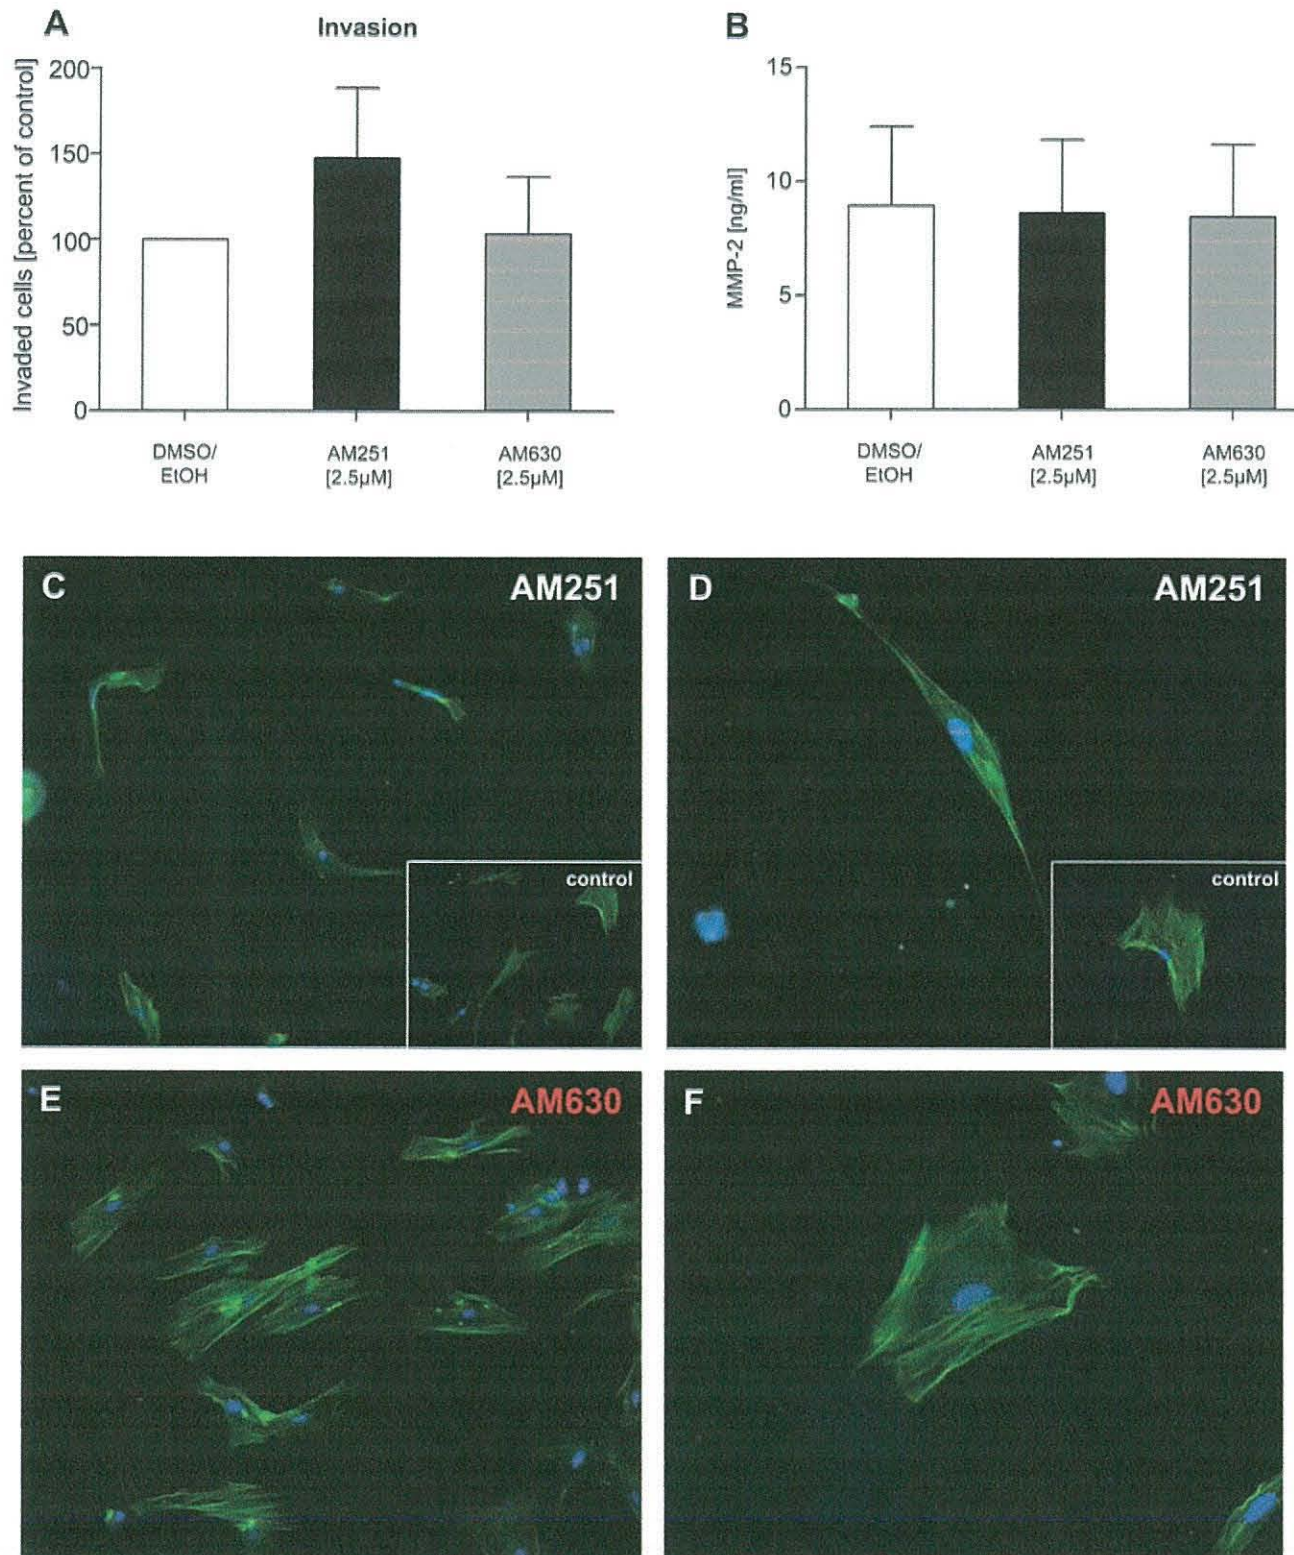 A
Invasion
Invaded cells [percent of control]
200
150
100
50
0
DMSO/
EtOH
AM251
[2.5µM]
AM630
[2.5µM]
B
MMP-2 [ng/ml]
15
10
5
0
DMSO/
EtOH
AM251
[2.5µM]
AM630
[2.5µM]
C
AM251
control
D
AM251
control
E
AM630
F
AM630